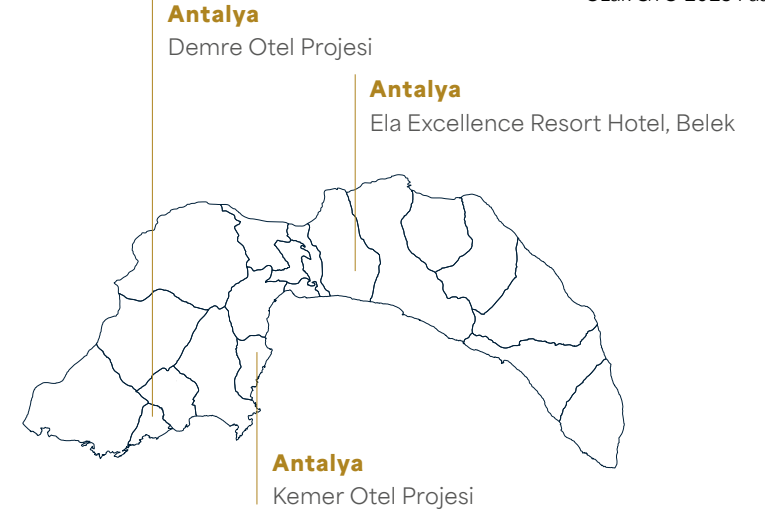 Antalya
Demre Otel Projesi
Antalya
Ela Excellence Resort Hotel, Belek
Antalya
Kemer Otel Projesi